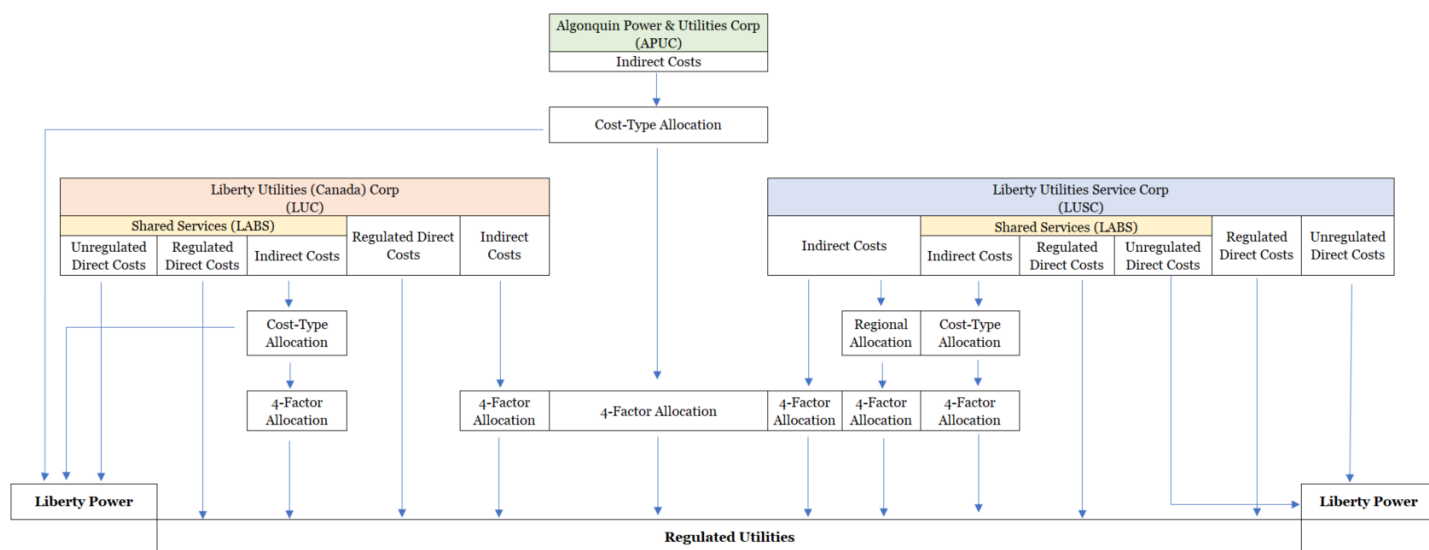 Algonquin Power & Utilities Corp
(APUC)
Indirect Costs
Cost-Type Allocation
Liberty Utilities (Canada) Corp
(LUC)
Shared Services (LABS)
Unregulated
Direct Costs
Regulated
Direct Costs
Indirect Costs
Regulated Direct
Costs
Indirect
Costs
Liberty Utilities Service Corp
(LUSC)
Indirect Costs
Shared Services (LABS)
Indirect Costs
Regulated
Direct Costs
Unregulated
Direct Costs
Regulated
Direct Costs
Unregulated
Direct Costs
Cost-Type
Allocation
Regional
Allocation
Cost-Type
Allocation
4-Factor
Allocation
4-Factor
Allocation
4-Factor Allocation
4-Factor
Allocation
4-Factor
Allocation
4-Factor
Allocation
Liberty Power
Liberty Power
Regulated Utilities